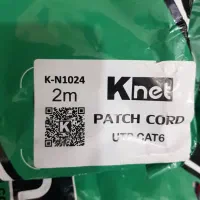 K-N1024
2m
Knet
PATCH CORD
UTP CAT6